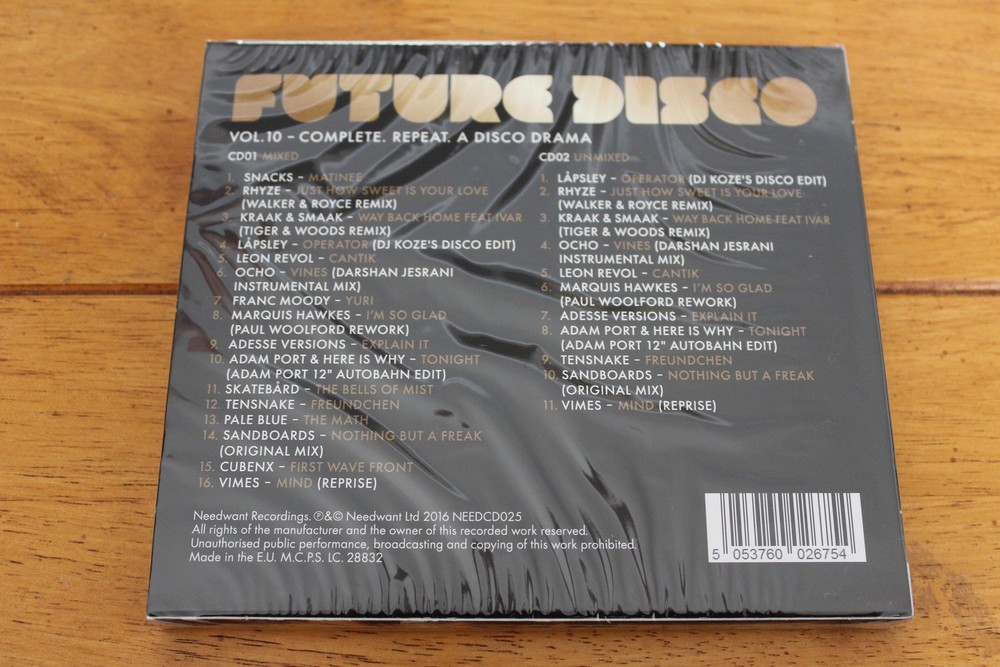 FUTURE DISCO
VOL.10 – COMPLETE. REPEAT. A DISCO DRAMA
CD01 MIXED
1. SNACKS – MATINEE
2. RHYZE – JUST HOW SWEET IS YOUR LOVE
(WALKER & ROYCE REMIX)
3. KRAAK & SMAAK – WAY BACK HOME FEAT IVAR
(TIGER & WOODS REMIX)
4. LÅPSLEY – OPERATOR (DJ KOZE'S DISCO EDIT)
5. LEON REVOL – CANTIK
6. OCHO – VINES (DARSHAN JESRANI
INSTRUMENTAL MIX)
7. FRANC MOODY – YURI
8. MARQUIS HAWKES – I'M SO GLAD
(PAUL WOOLFORD REWORK)
9. ADESSE VERSIONS – EXPLAIN IT
10. ADAM PORT & HERE IS WHY – TONIGHT
(ADAM PORT 12" AUTOBAHN EDIT)
11. SKATEBÅRD – THE BELLS OF MIST
12. TENSNAKE – FREUNDCHEN
13. PALE BLUE – THE MATH
14. SANDBOARDS – NOTHING BUT A FREAK
(ORIGINAL MIX)
15. CUBENX – FIRST WAVE FRONT
16. VIMES – MIND (REPRISE)
CD02 UNMIXED
1. LÅPSLEY – OPERATOR (DJ KOZE'S DISCO EDIT)
2. RHYZE – JUST HOW SWEET IS YOUR LOVE
(WALKER & ROYCE REMIX)
3. KRAAK & SMAAK – WAY BACK HOME FEAT IVAR
(TIGER & WOODS REMIX)
4. OCHO – VINES (DARSHAN JESRANI
INSTRUMENTAL MIX)
5. LEON REVOL – CANTIK
6. MARQUIS HAWKES – I'M SO GLAD
(PAUL WOOLFORD REWORK)
7. ADESSE VERSIONS – EXPLAIN IT
8. ADAM PORT & HERE IS WHY – TONIGHT
(ADAM PORT 12" AUTOBAHN EDIT)
9. TENSNAKE – FREUNDCHEN
10. SANDBOARDS – NOTHING BUT A FREAK
(ORIGINAL MIX)
11. VIMES – MIND (REPRISE)
Needwant Recordings. ℗&© Needwant Ltd 2016 NEEDCD025
All rights of the manufacturer and the owner of this recorded work reserved.
Unauthorised public performance, broadcasting and copying of this work prohibited.
Made in the E.U. M.C.P.S. LC. 28832
5 053760 026754